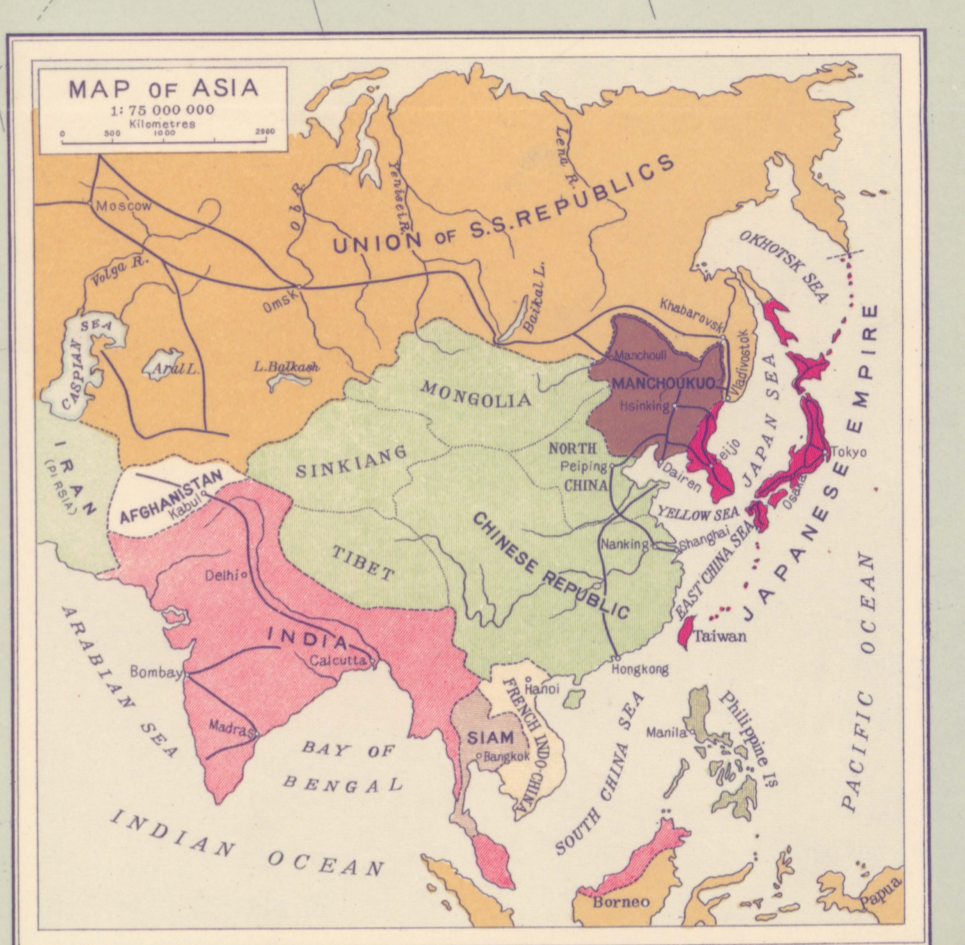 MAP OF ASIA
1:75 000 000
Kilometres
0 500 1000 2000
Moscow
Volga R.
Obo R.
Yenisei R.
Lena R.
UNION OF S.S.REPUBLICS
OKHOTSK SEA
Omsk
Baikal L.
Khabarovsk
Vladivostok
CASPIAN SEA
Aral L.
L.Balkash
Manchouli
MANCHOUKUO
Hsinking
MONGOLIA
JAPAN SEA
JAPANESE EMPIRE
IRAN
(PIRSIA)
AFGHANISTAN
Kabul
SINKIANG
NORTH
CHINA
Peiping
Dairen
Keijo
Tokyo
Osaka
YELLOW SEA
Nanking
Shanghai
EAST CHINA SEA
CHINESE REPUBLIC
TIBET
Delhi
INDIA
Calcutta
Taiwan
Bombay
Hongkong
Hanoi
FRENCH INDO CHINA
Madras
SIAM
Bangkok
ARABIAN SEA
BAY OF
BENGAL
SOUTH CHINA SEA
Manila
Philippine Is
PACIFIC OCEAN
INDIAN OCEAN
Borneo
Papua